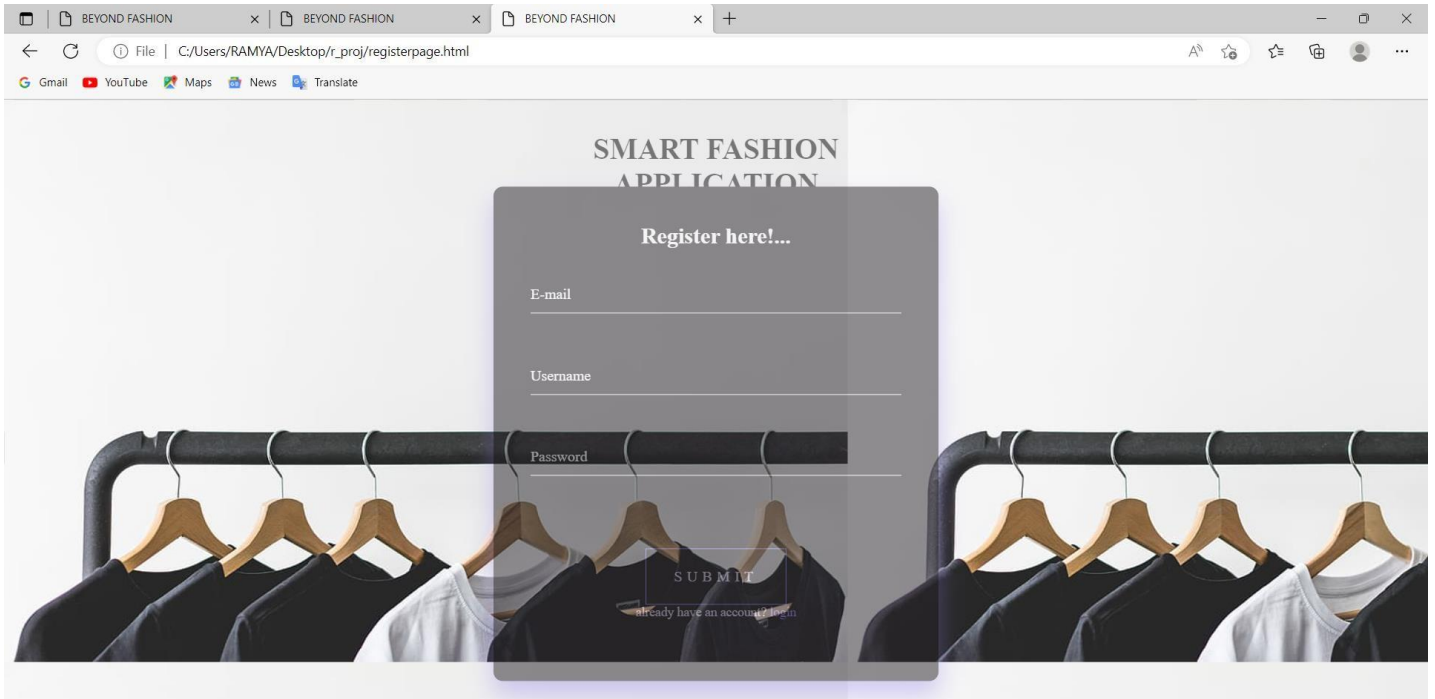 BEYOND FASHION
BEYOND FASHION
BEYOND FASHION
File | C:/Users/RAMYA/Desktop/r_proj/registerpage.html
Gmail YouTube Maps News Translate
SMART FASHION
APPLICATION
Register here!...
E-mail
Username
Password
SUBMIT
already have an account? login